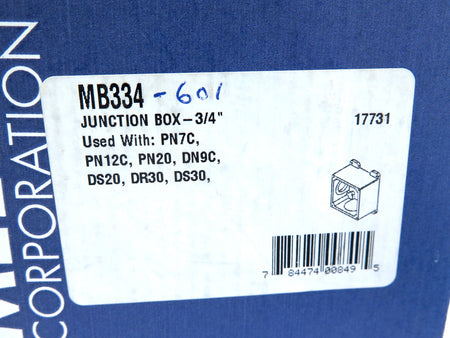 MB334 -601
JUNCTION BOX-3/4"
17731
Used With: PN7C,
PN12C, PN20, DN9C,
DS20, DR30, DS30,
7 84474 00849 5
CORPORATION